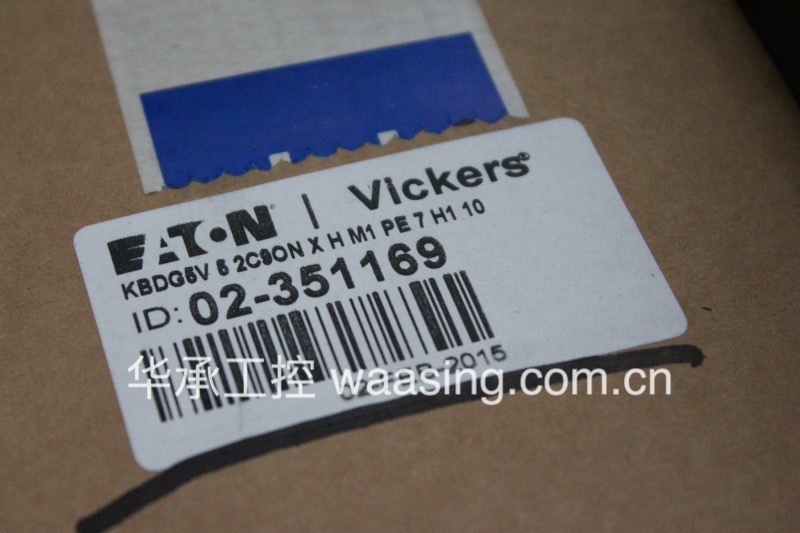 EATON | Vickers®
KBDG5V 5 2C90N X H M1 PE 7 H1 10
ID: 02-351169
2015
华承工控 waasing.com.cn